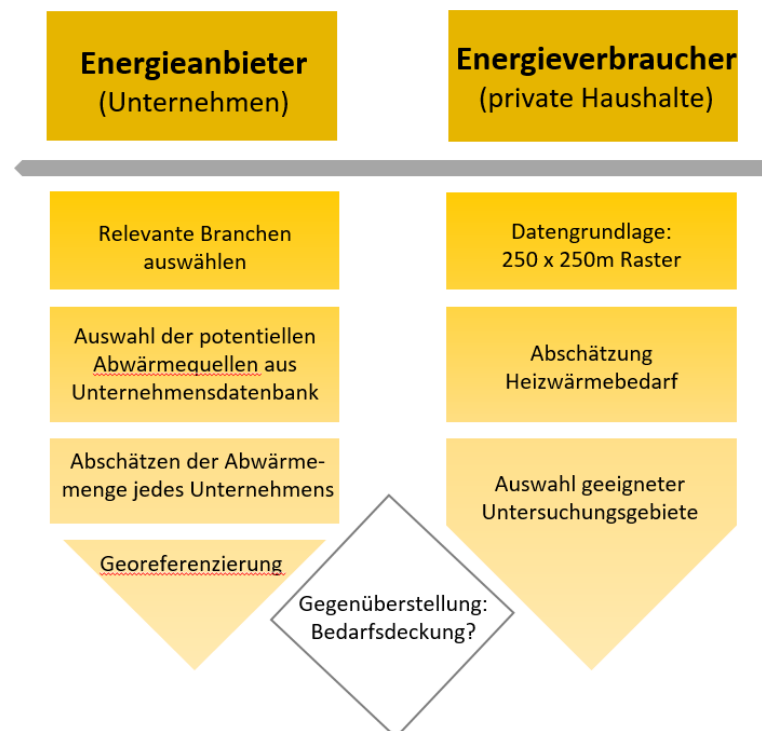 Energieanbieter
(Unternehmen)
Relevante Branchen
auswählen
Auswahl der potentiellen
Abwärmequellen aus
Unternehmensdatenbank
Abschätzen der Abwärme-
menge jedes Unternehmens
Georeferenzierung
Energieverbraucher
(private Haushalte)
Datengrundlage:
250 x 250m Raster
Abschätzung
Heizwärmebedarf
Auswahl geeigneter
Untersuchungsgebiete
Gegenüberstellung:
Bedarfsdeckung?